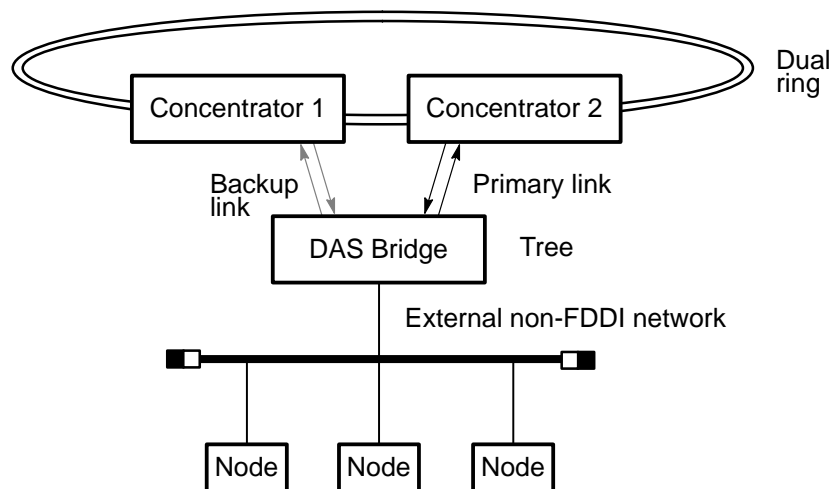 Dual
ring
Concentrator 1
Concentrator 2
Backup
link
Primary link
DAS Bridge
Tree
External non-FDDI network
Node
Node
Node